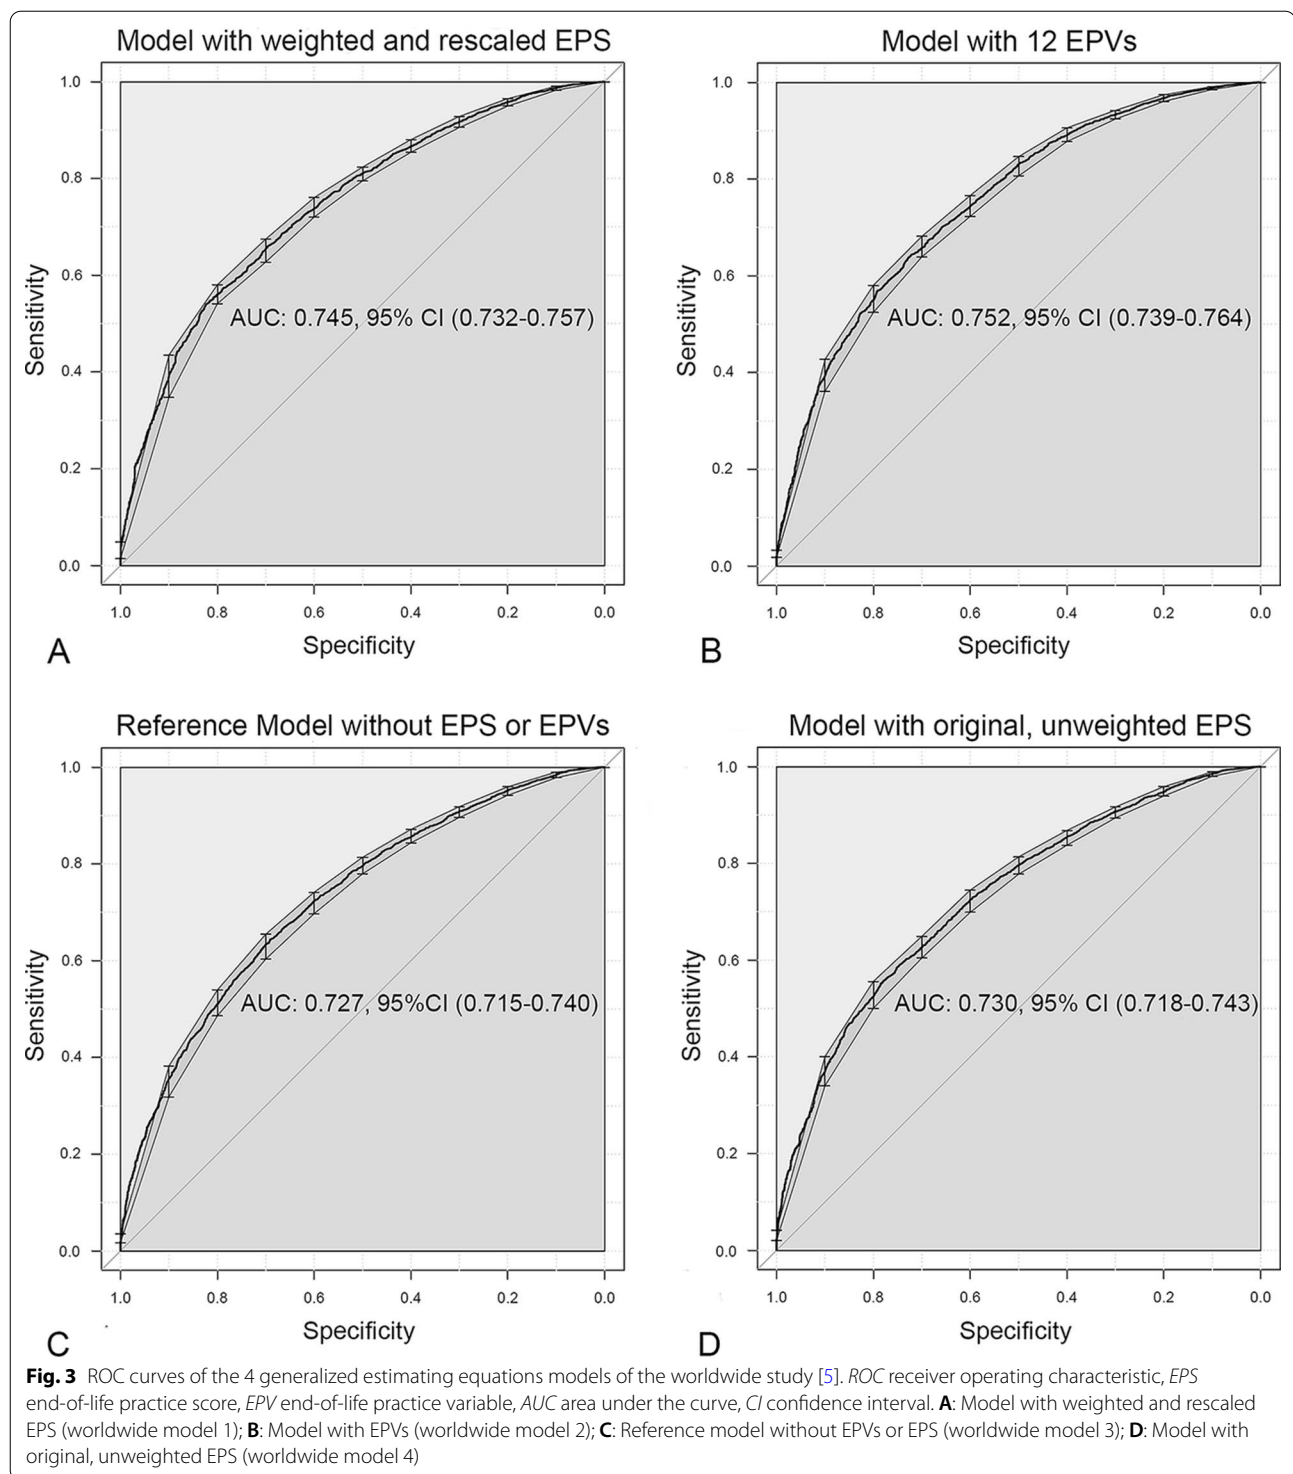 Model with weighted and rescaled EPS
1.0
0.8
0.6
0.4
0.2
0.0
Sensitivity
AUC: 0.745, 95% CI (0.732-0.757)
1.0 0.8 0.6 0.4 0.2 0.0
Specificity
A
Model with 12 EPVs
1.0
0.8
0.6
0.4
0.2
0.0
Sensitivity
AUC: 0.752, 95% CI (0.739-0.764)
1.0 0.8 0.6 0.4 0.2 0.0
Specificity
B
Reference Model without EPS or EPVs
1.0
0.8
0.6
0.4
0.2
0.0
Sensitivity
AUC: 0.727, 95%CI (0.715-0.740)
1.0 0.8 0.6 0.4 0.2 0.0
Specificity
C
Model with original, unweighted EPS
1.0
0.8
0.6
0.4
0.2
0.0
Sensitivity
AUC: 0.730, 95% CI (0.718-0.743)
1.0 0.8 0.6 0.4 0.2 0.0
Specificity
D
Fig. 3 ROC curves of the 4 generalized estimating equations models of the worldwide study [5]. ROC receiver operating characteristic, EPS
end-of-life practice score, EPV end-of-life practice variable, AUC area under the curve, CI confidence interval. A: Model with weighted and rescaled
EPS (worldwide model 1); B: Model with EPVs (worldwide model 2); C: Reference model without EPVs or EPS (worldwide model 3); D: Model with
original, unweighted EPS (worldwide model 4)